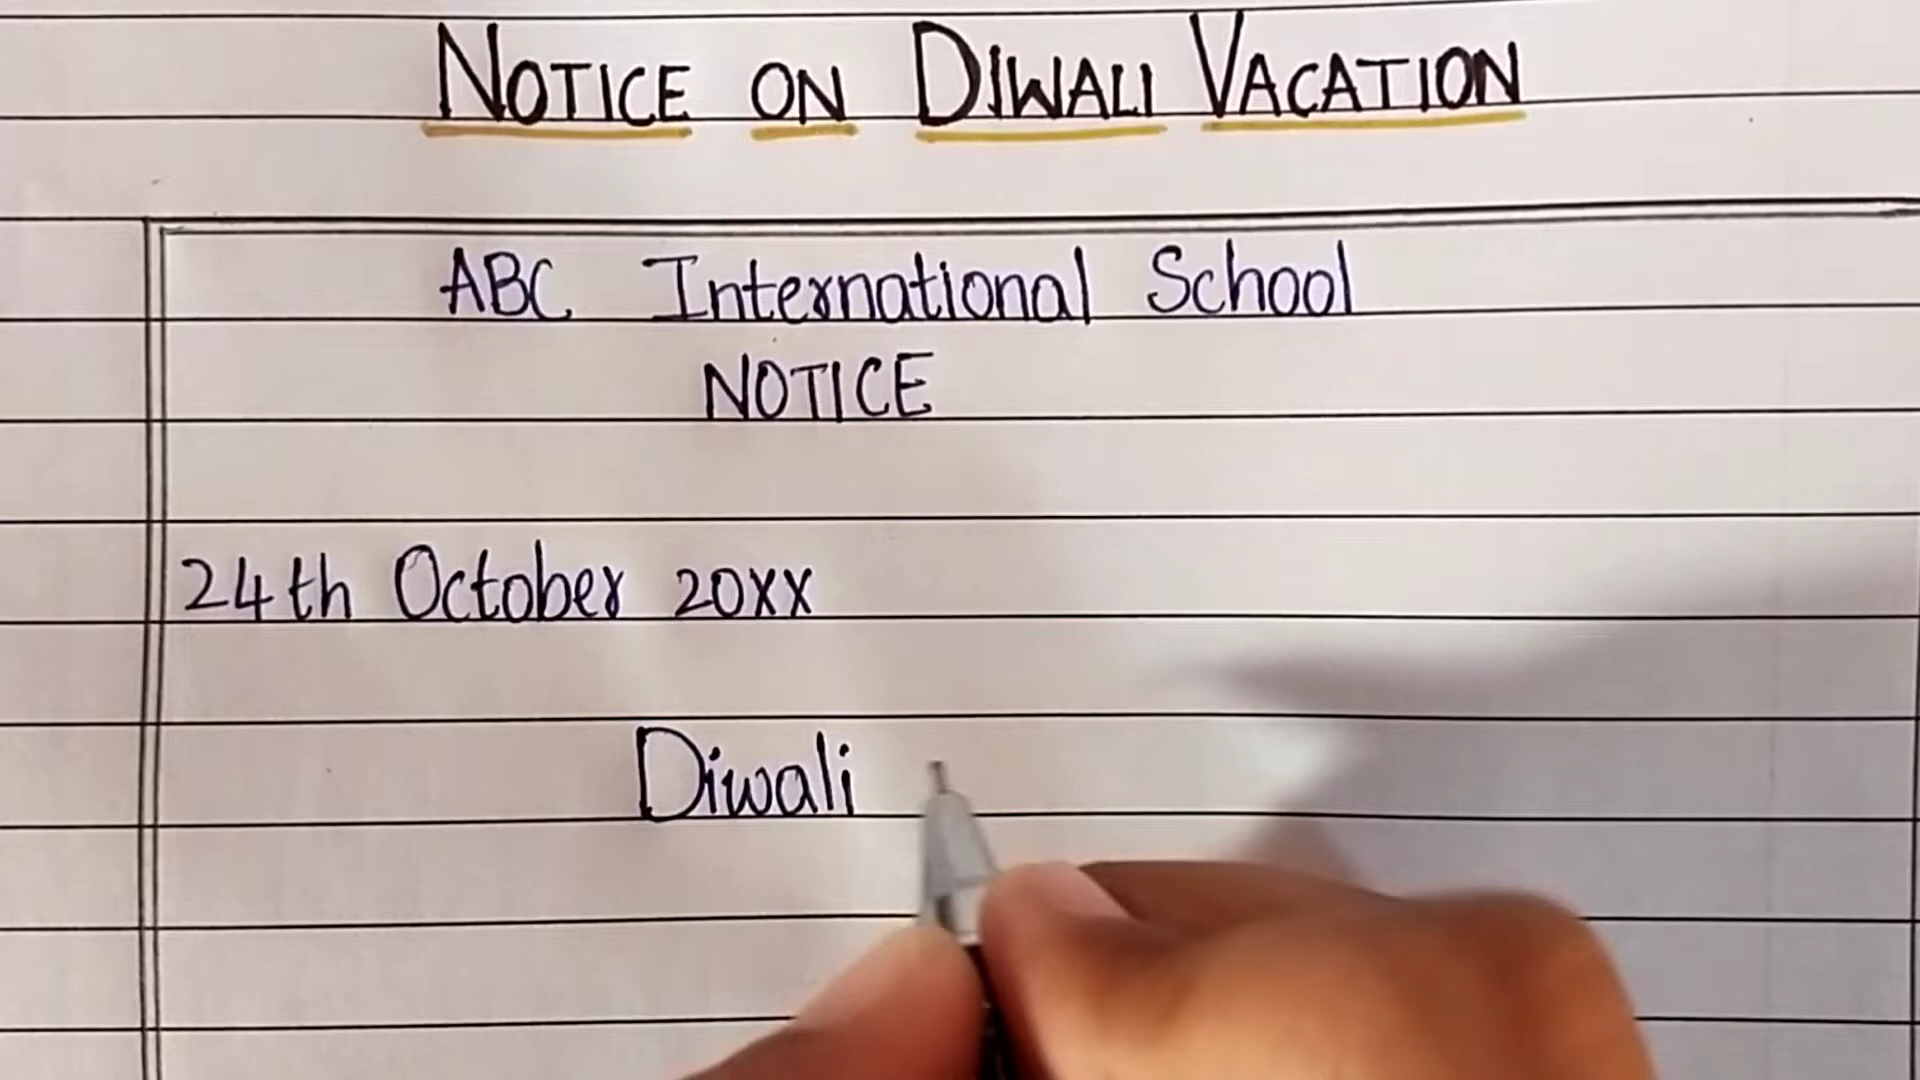 NOTICE ON DIWALI VACATION
ABC International School
NOTICE
24th October 20XX
Diwali